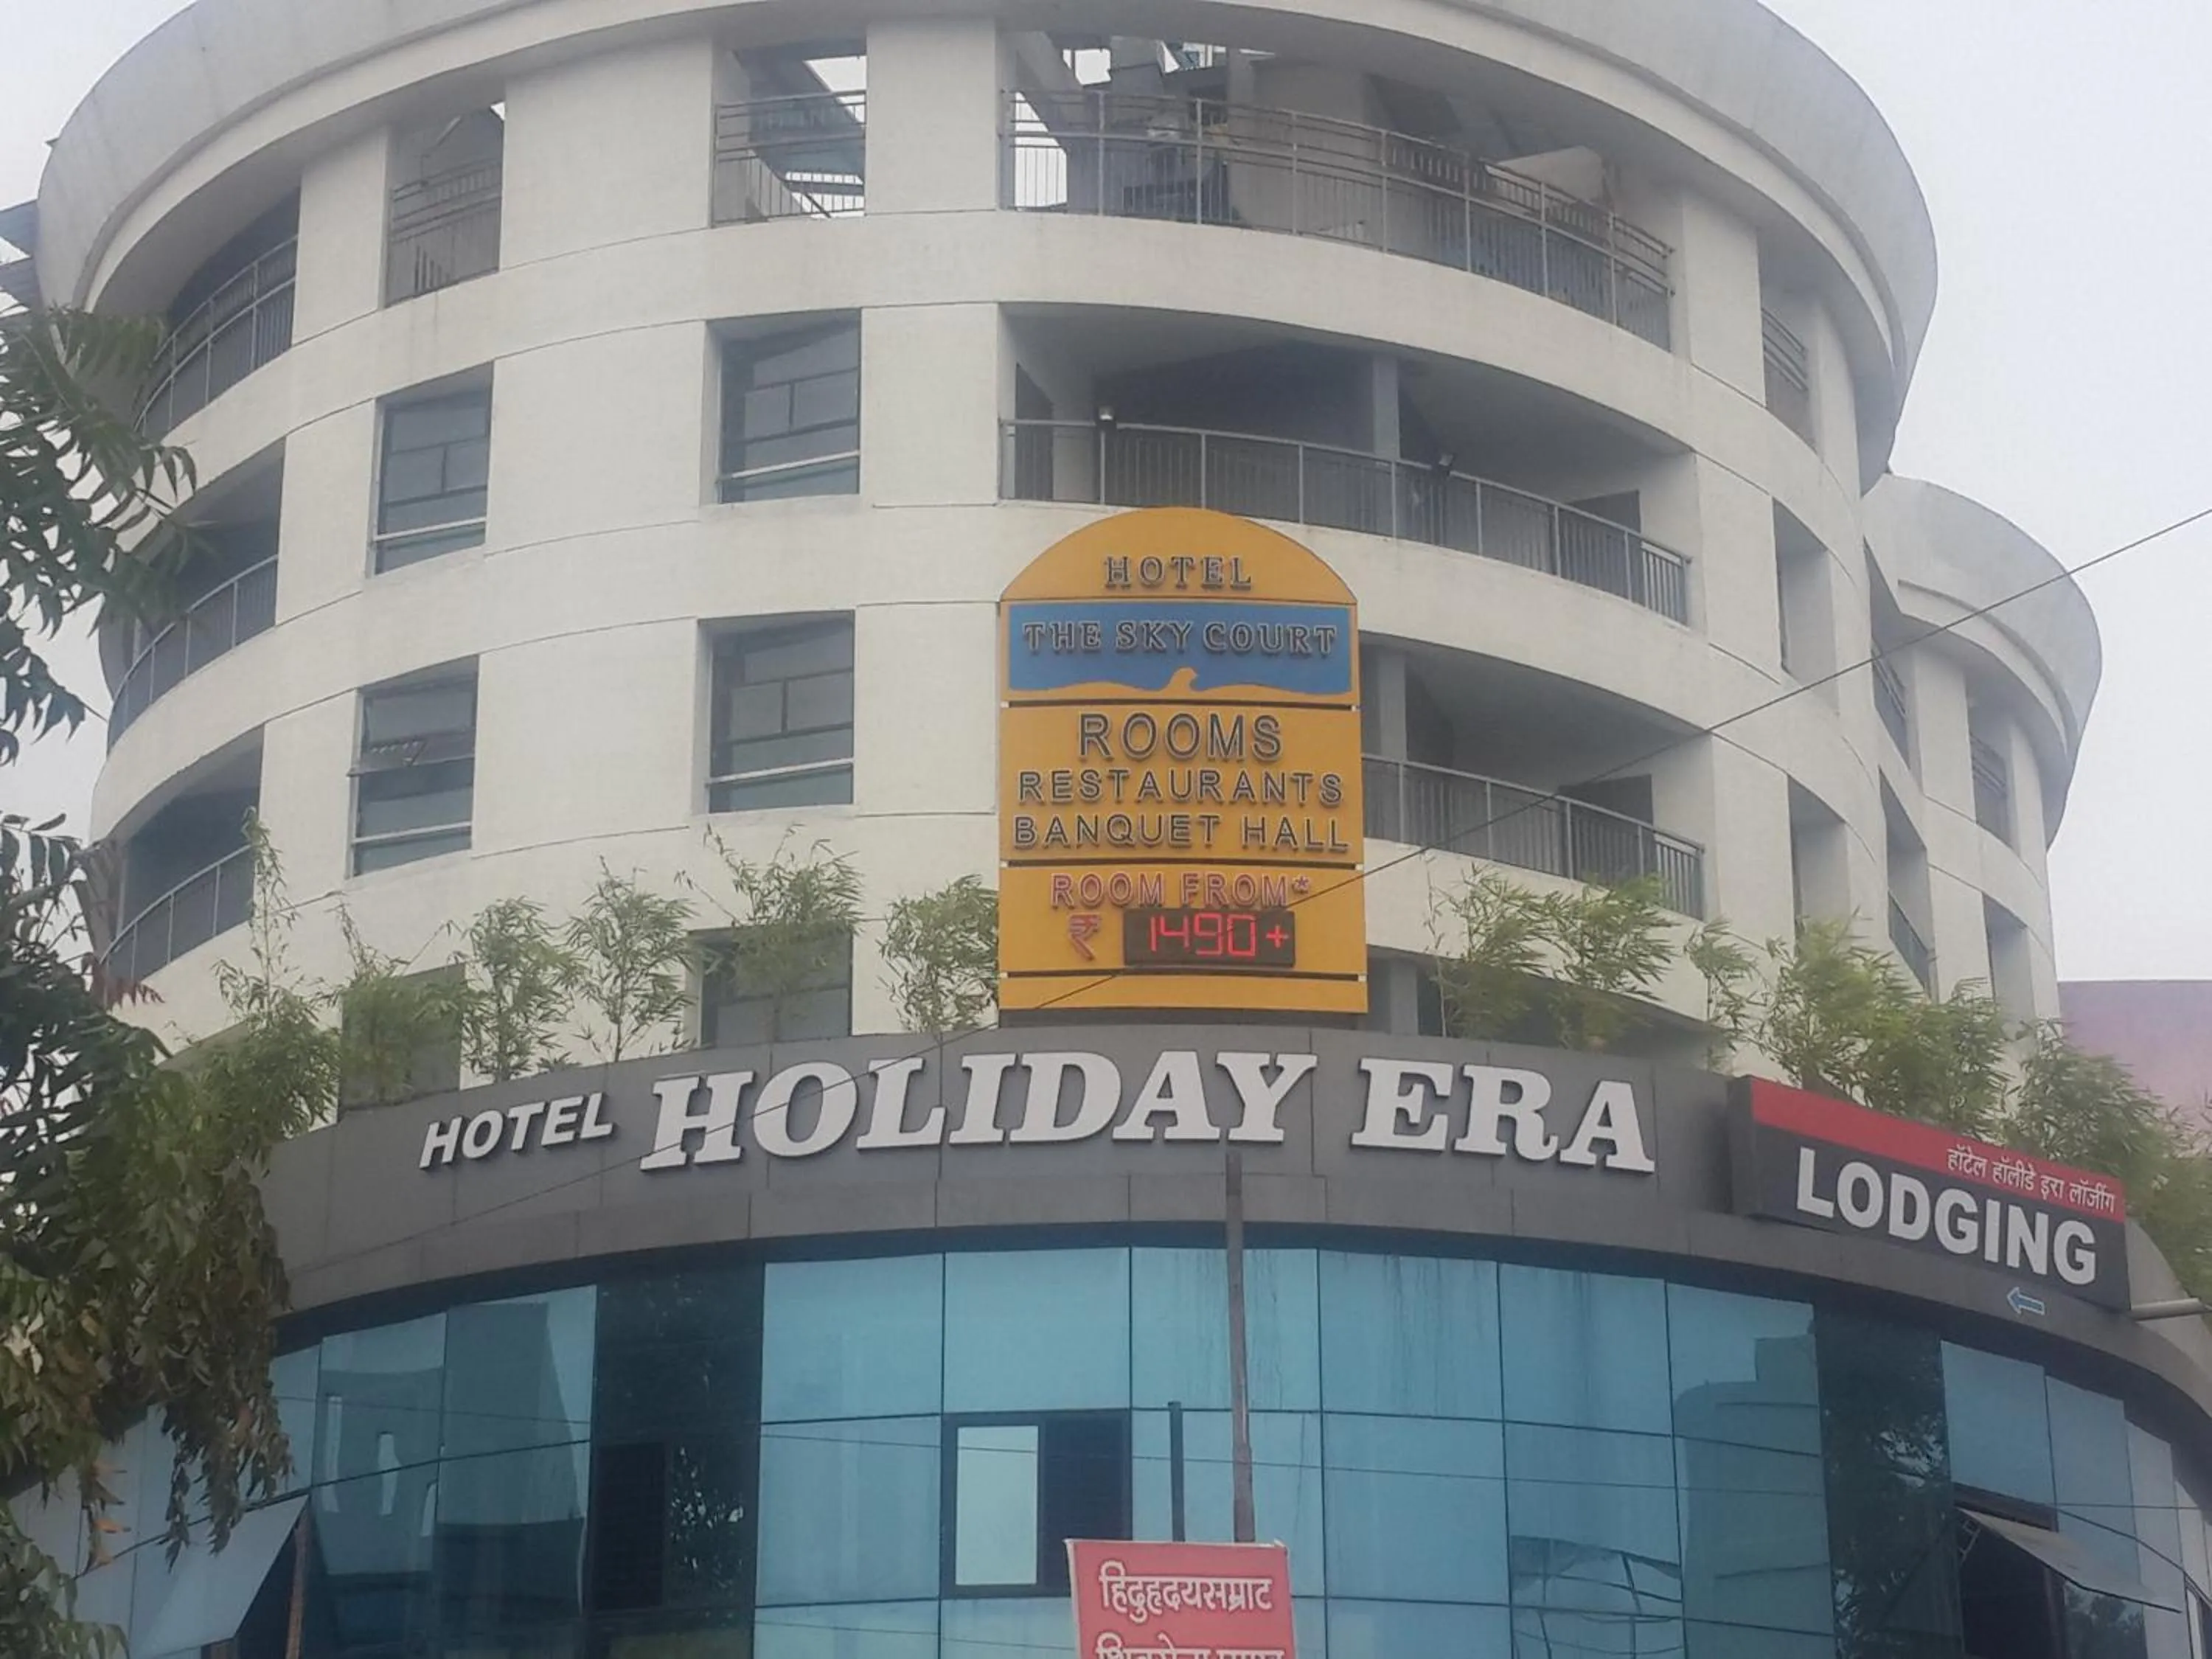 HOTEL
THE SKY COURT
ROOMS
RESTAURANTS
BANQUET HALL
ROOM FROM*
₹ 1490+
HOTEL HOLIDAY ERA
हॉटेल हॉलीडे इरा लॉजींग
LODGING
हिंदुहृदयसम्राट